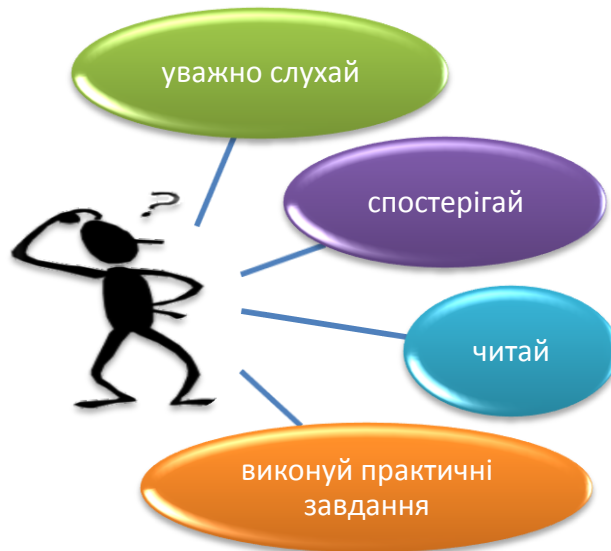 уважно слухай
?
спостерігай
читай
виконуй практичні
завдання